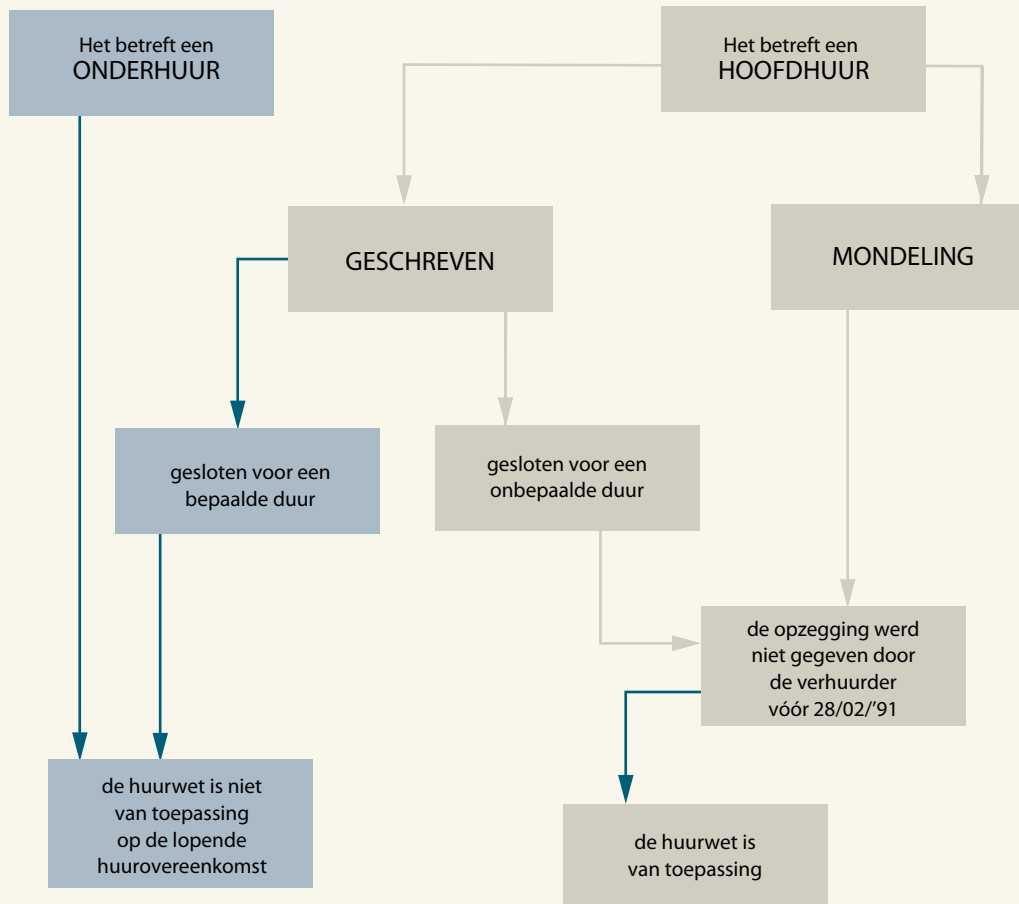 Het betreft een
ONDERHUUR
Het betreft een
HOOFDHUUR
GESCHREVEN
MONDELING
gesloten voor een
bepaalde duur
gesloten voor een
onbepaalde duur
de opzegging werd
niet gegeven door
de verhuurder
vóór 28/02/'91
de huurwet is niet
van toepassing
op de lopende
huurovereenkomst
de huurwet is
van toepassing